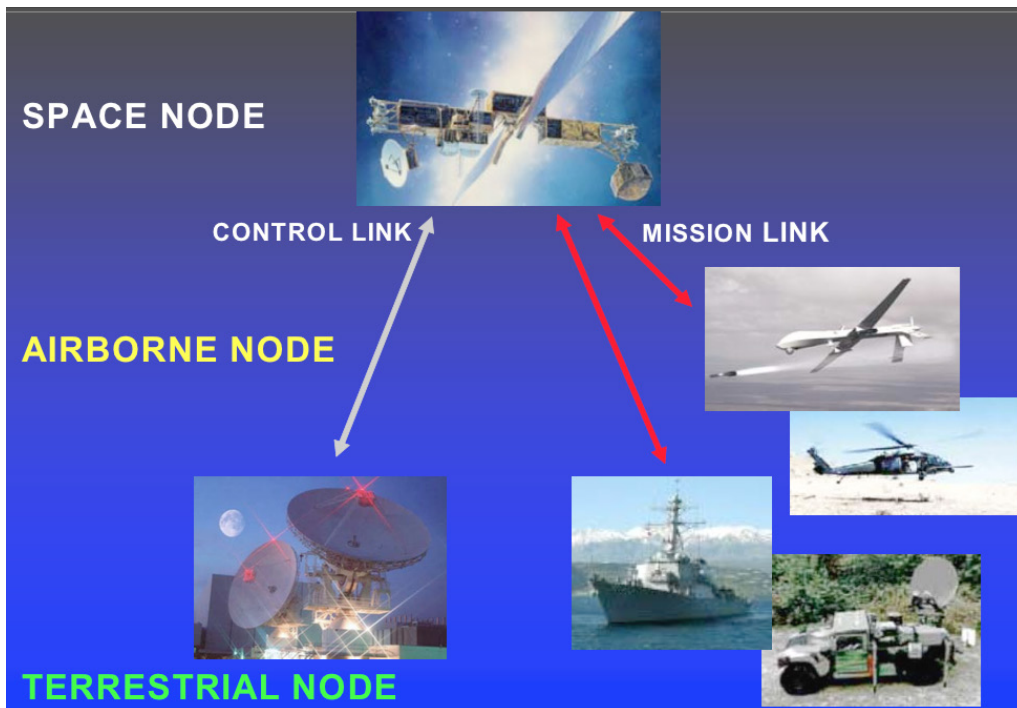 SPACE NODE
CONTROL LINK
MISSION LINK
AIRBORNE NODE
TERRESTRIAL NODE